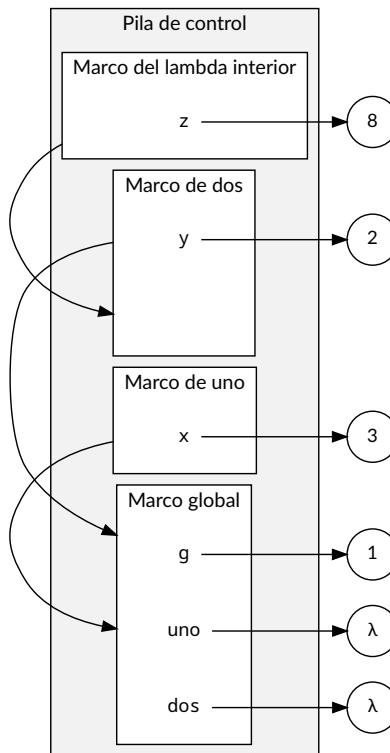 Pila de control
Marco del lambda interior
z 8
Marco de dos
y 2
Marco de uno
x 3
Marco global
g 1
uno λ
dos λ